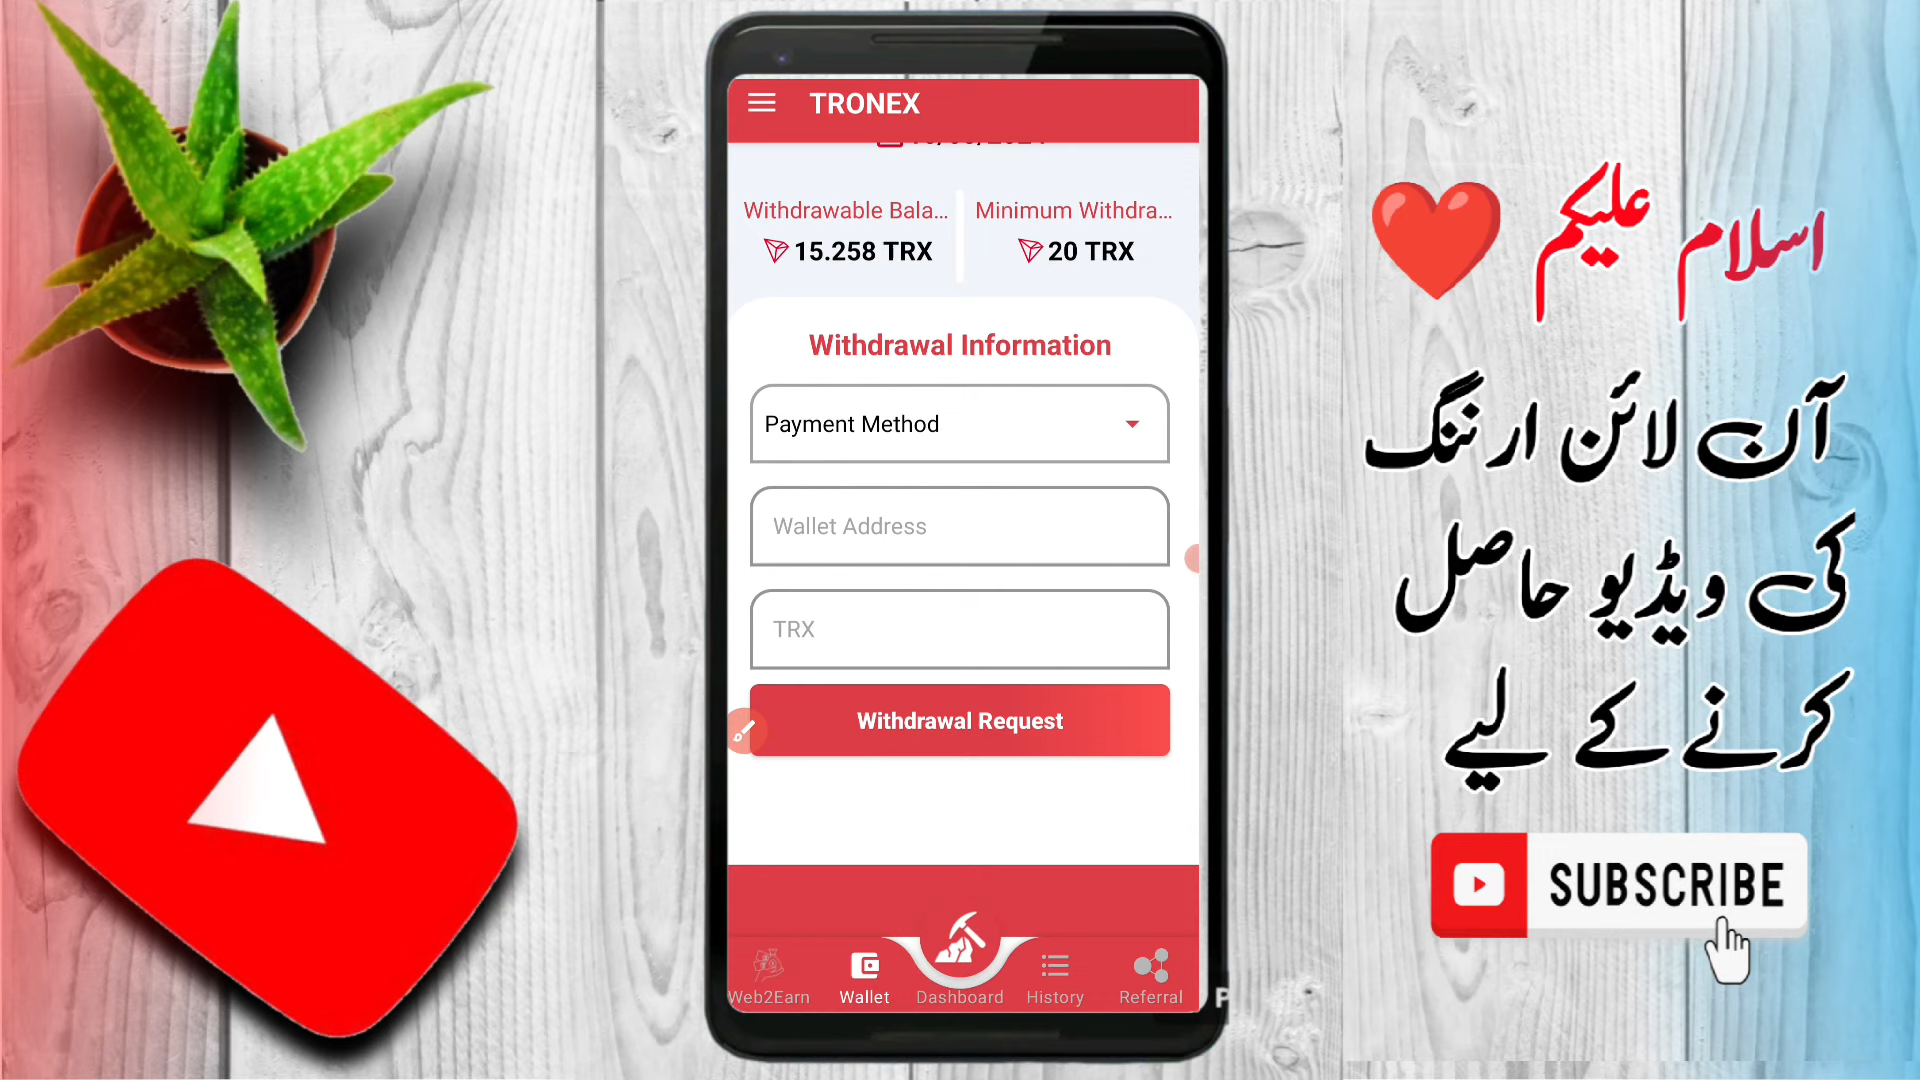 TRONEX
Withdrawable Bala...
Minimum Withdra...
15.258 TRX
20 TRX
Withdrawal Information
Payment Method
Wallet Address
TRX
Withdrawal Request
Web2Earn
Wallet
Dashboard
History
Referral
P
اسلام علیکم
آن لائن ارننگ
کی ویڈیو حاصل
کرنے کے لیے
SUBSCRIBE